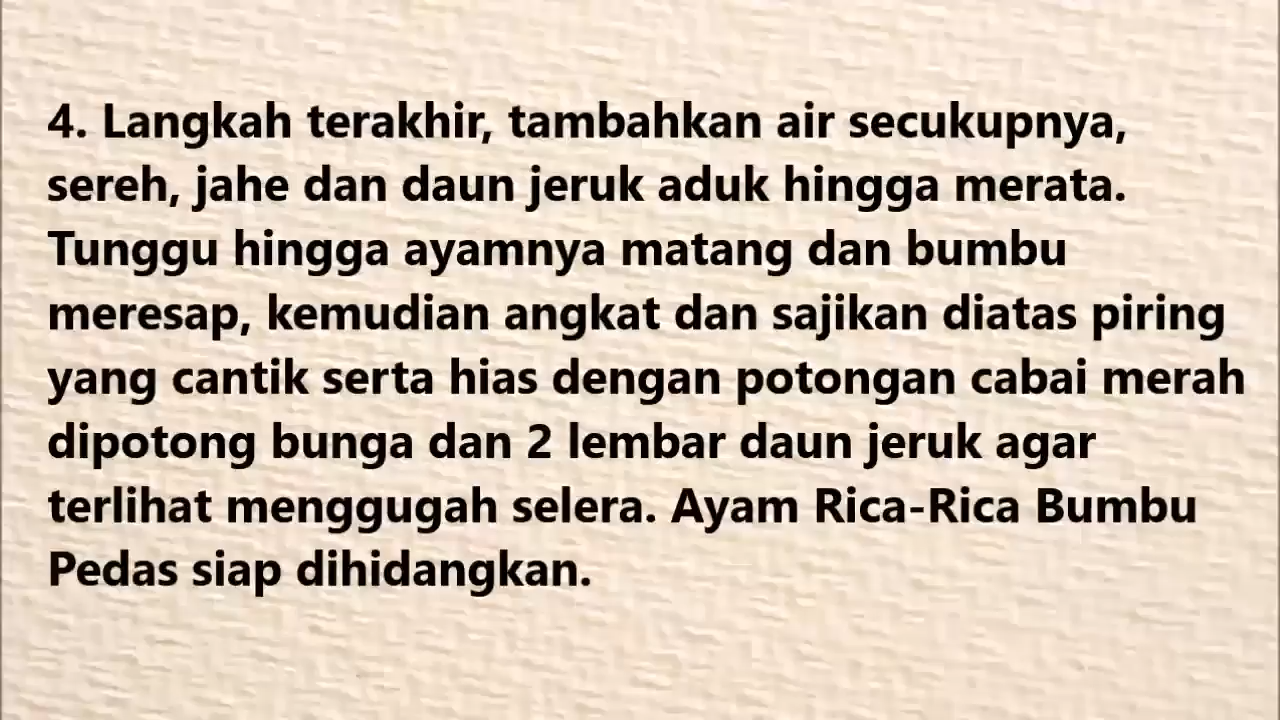 4. Langkah terakhir, tambahkan air secukupnya,
sereh, jahe dan daun jeruk aduk hingga merata.
Tunggu hingga ayamnya matang dan bumbu
meresap, kemudian angkat dan sajikan diatas piring
yang cantik serta hias dengan potongan cabai merah
dipotong bunga dan 2 lembar daun jeruk agar
terlihat menggugah selera. Ayam Rica-Rica Bumbu
Pedas siap dihidangkan.